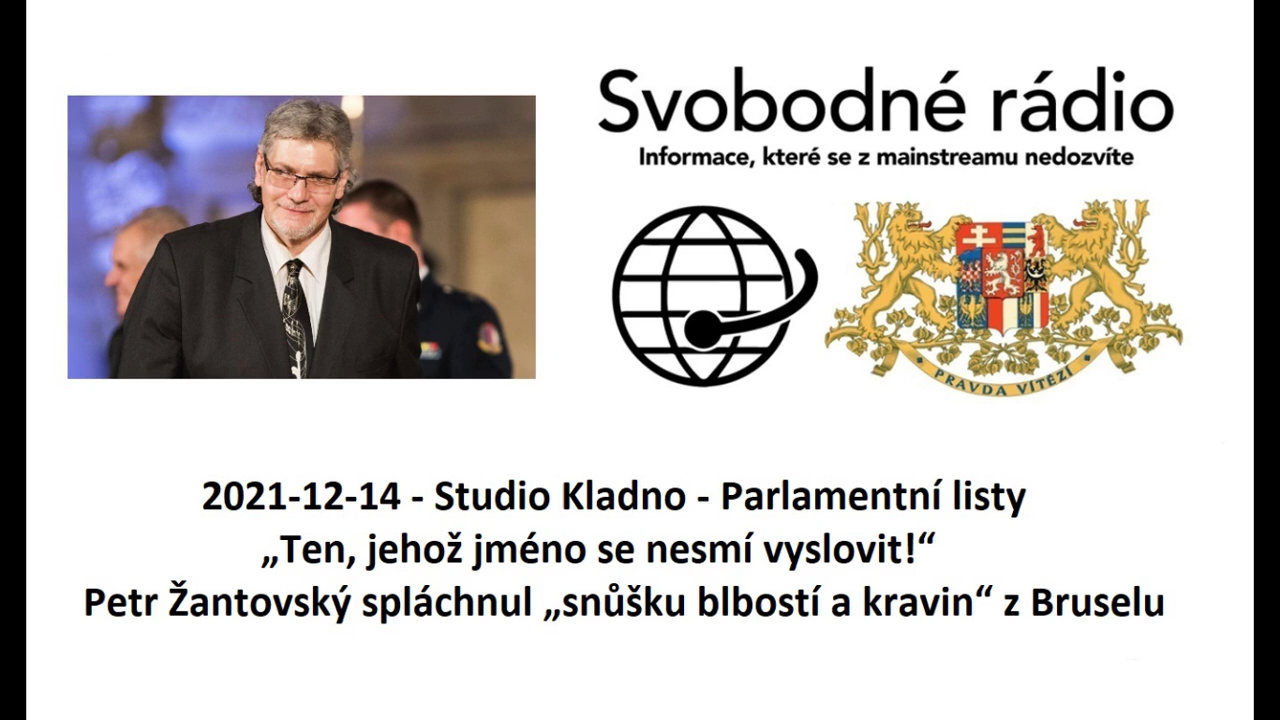 Svobodné rádio
Informace, které se z mainstreamu nedozvíte
PRAVDA VÍTĚZÍ
2021-12-14 - Studio Kladno - Parlamentní listy
„Ten, jehož jméno se nesmí vyslovit!“
Petr Žantovský spláchnul „snůšku blbostí a kravin“ z Bruselu